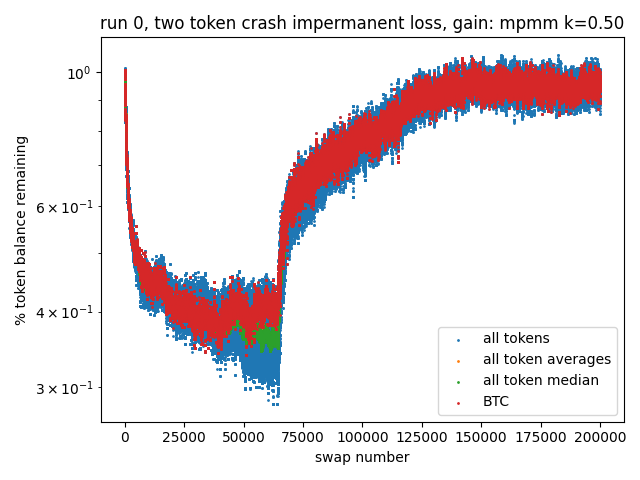 run 0, two token crash impermanent loss, gain: mpmm k=0.50
% token balance remaining
10⁰
6 × 10⁻¹
4 × 10⁻¹
3 × 10⁻¹
all tokens
all token averages
all token median
BTC
0 25000 50000 75000 100000 125000 150000 175000 200000
swap number